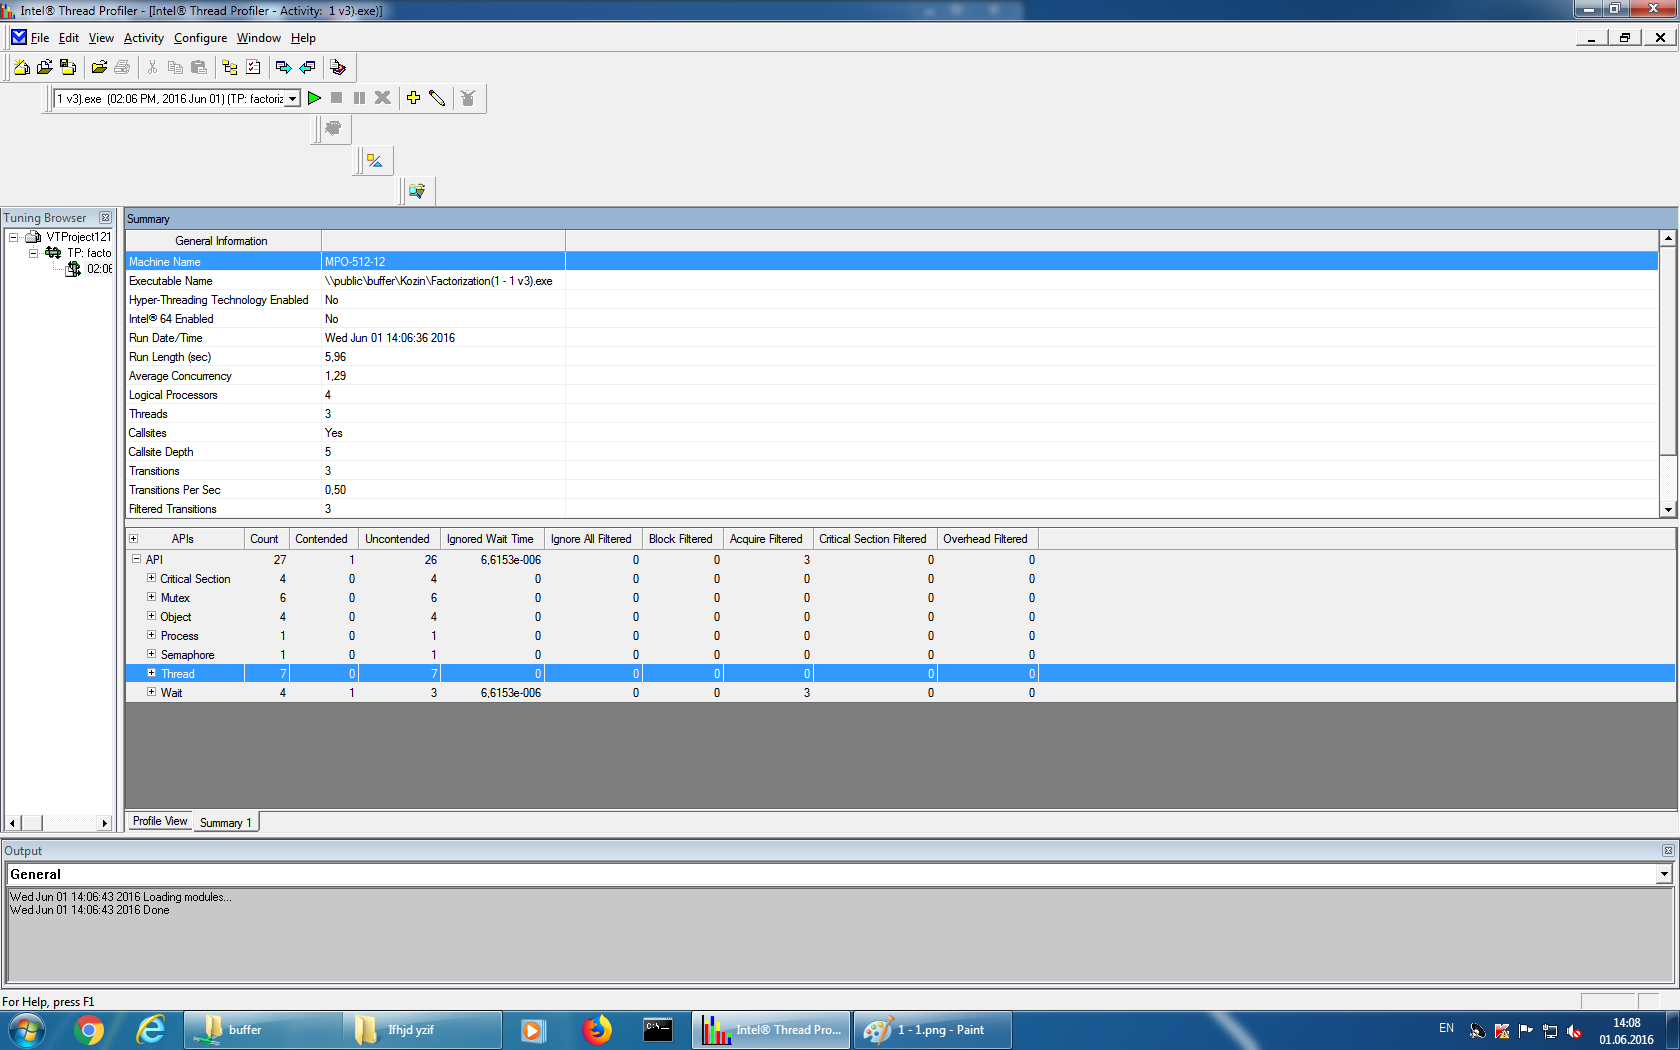 Intel® Thread Profiler - [Intel® Thread Profiler - Activity:  1 v3).exe)]
File Edit View Activity Configure Window Help
1 v3).exe  (02:06 PM, 2016 Jun 01) (TP: factoriz
Tuning Browser
VTProject121
TP: facto
02:06
Summary
General Information
Machine Name MPO-512-12
Executable Name \\public\buffer\Kozin\Factorization(1 - 1 v3).exe
Hyper-Threading Technology Enabled No
Intel® 64 Enabled No
Run Date/Time Wed Jun 01 14:06:36 2016
Run Length (sec) 5,96
Average Concurrency 1,29
Logical Processors 4
Threads 3
Callsites Yes
Callsite Depth 5
Transitions 3
Transitions Per Sec 0,50
Filtered Transitions 3
APIs Count Contended Uncontended Ignored Wait Time Ignore All Filtered Block Filtered Acquire Filtered Critical Section Filtered Overhead Filtered
API 27 1 26 6,6153e-006 0 0 3 0 0
Critical Section 4 0 4 0 0 0 0 0 0
Mutex 6 0 6 0 0 0 0 0 0
Object 4 0 4 0 0 0 0 0 0
Process 1 0 1 0 0 0 0 0 0
Semaphore 1 0 1 0 0 0 0 0 0
Thread 7 0 7 0 0 0 0 0 0
Wait 4 1 3 6,6153e-006 0 0 3 0 0
Profile View Summary 1
Output
General
Wed Jun 01 14:06:43 2016 Loading modules...
Wed Jun 01 14:06:43 2016 Done
For Help, press F1
buffer Ifhjd yzif C:\ Intel® Thread Pro... 1 - 1.png - Paint EN 14:08
01.06.2016